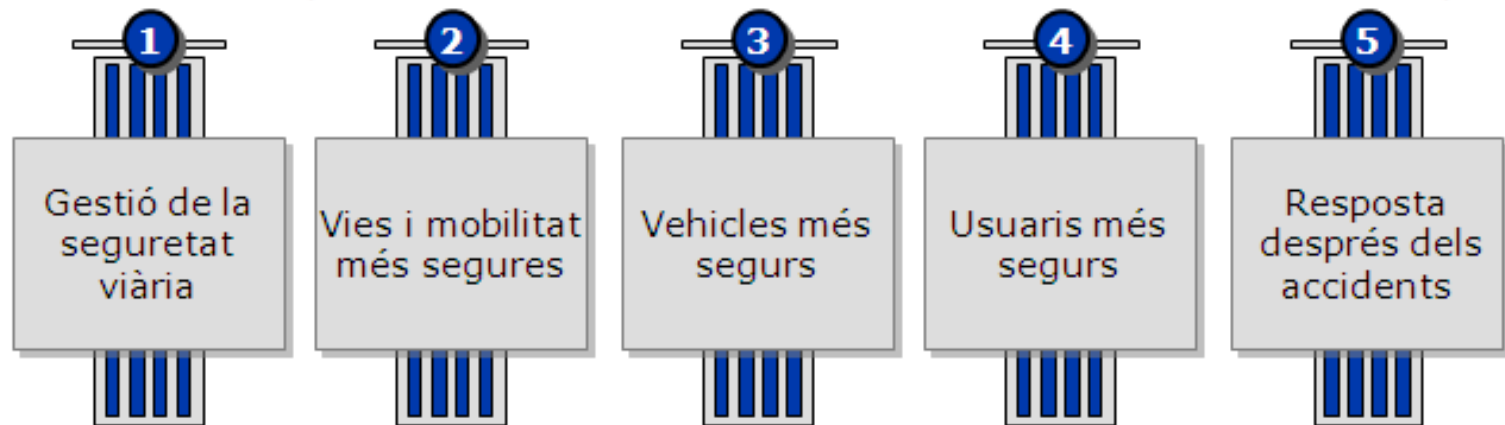 1
Gestió de la
seguretat
viària
2
Vies i mobilitat
més segures
3
Vehicles més
segurs
4
Usuaris més
segurs
5
Resposta
després dels
accidents